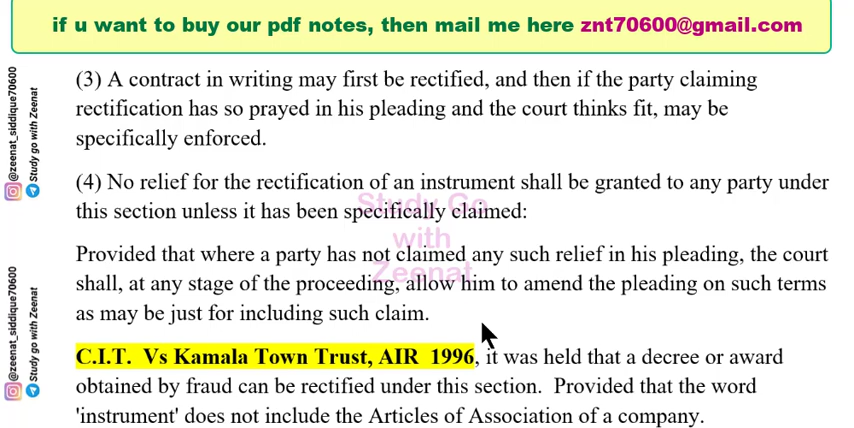 if u want to buy our pdf notes, then mail me here znt70600@gmail.com
(3) A contract in writing may first be rectified, and then if the party claiming
rectification has so prayed in his pleading and the court thinks fit, may be
specifically enforced.
(4) No relief for the rectification of an instrument shall be granted to any party under
this section unless it has been specifically claimed:
Provided that where a party has not claimed any such relief in his pleading, the court
shall, at any stage of the proceeding, allow him to amend the pleading on such terms
as may be just for including such claim.
C.I.T. Vs Kamala Town Trust, AIR 1996, it was held that a decree or award
obtained by fraud can be rectified under this section. Provided that the word
'instrument' does not include the Articles of Association of a company.
Study Go
with
Zeenat
@zeenat_siddique70600
Study go with Zeenat
@zeenat_siddique70600
Study go with Zeenat